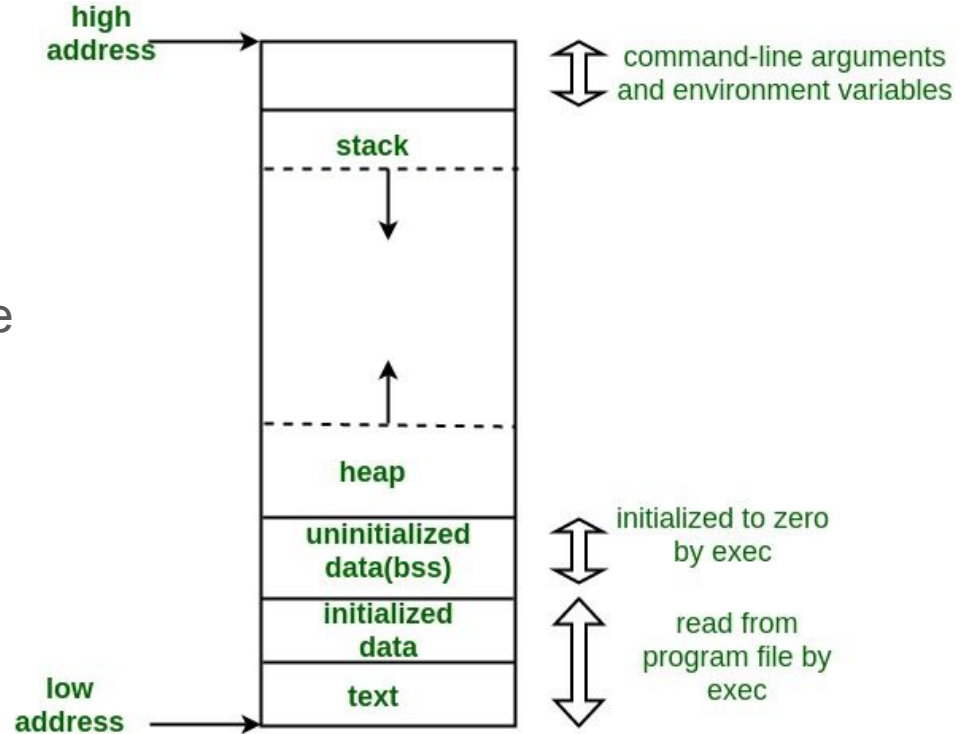 high
address
command-line arguments
and environment variables
stack
e
heap
uninitialized
data(bss)
initialized to zero
by exec
initialized
data
read from
program file by
exec
text
low
address